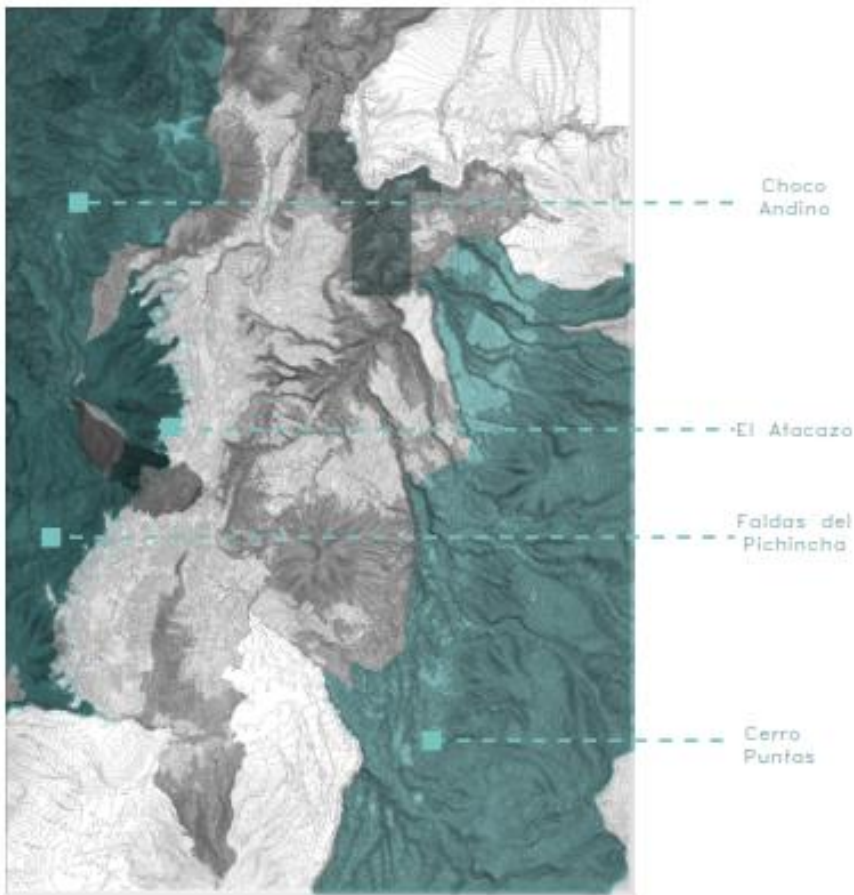 Choco
Andino
El Atacazo
Faldas del
Pichincha
Cerro
Puntas